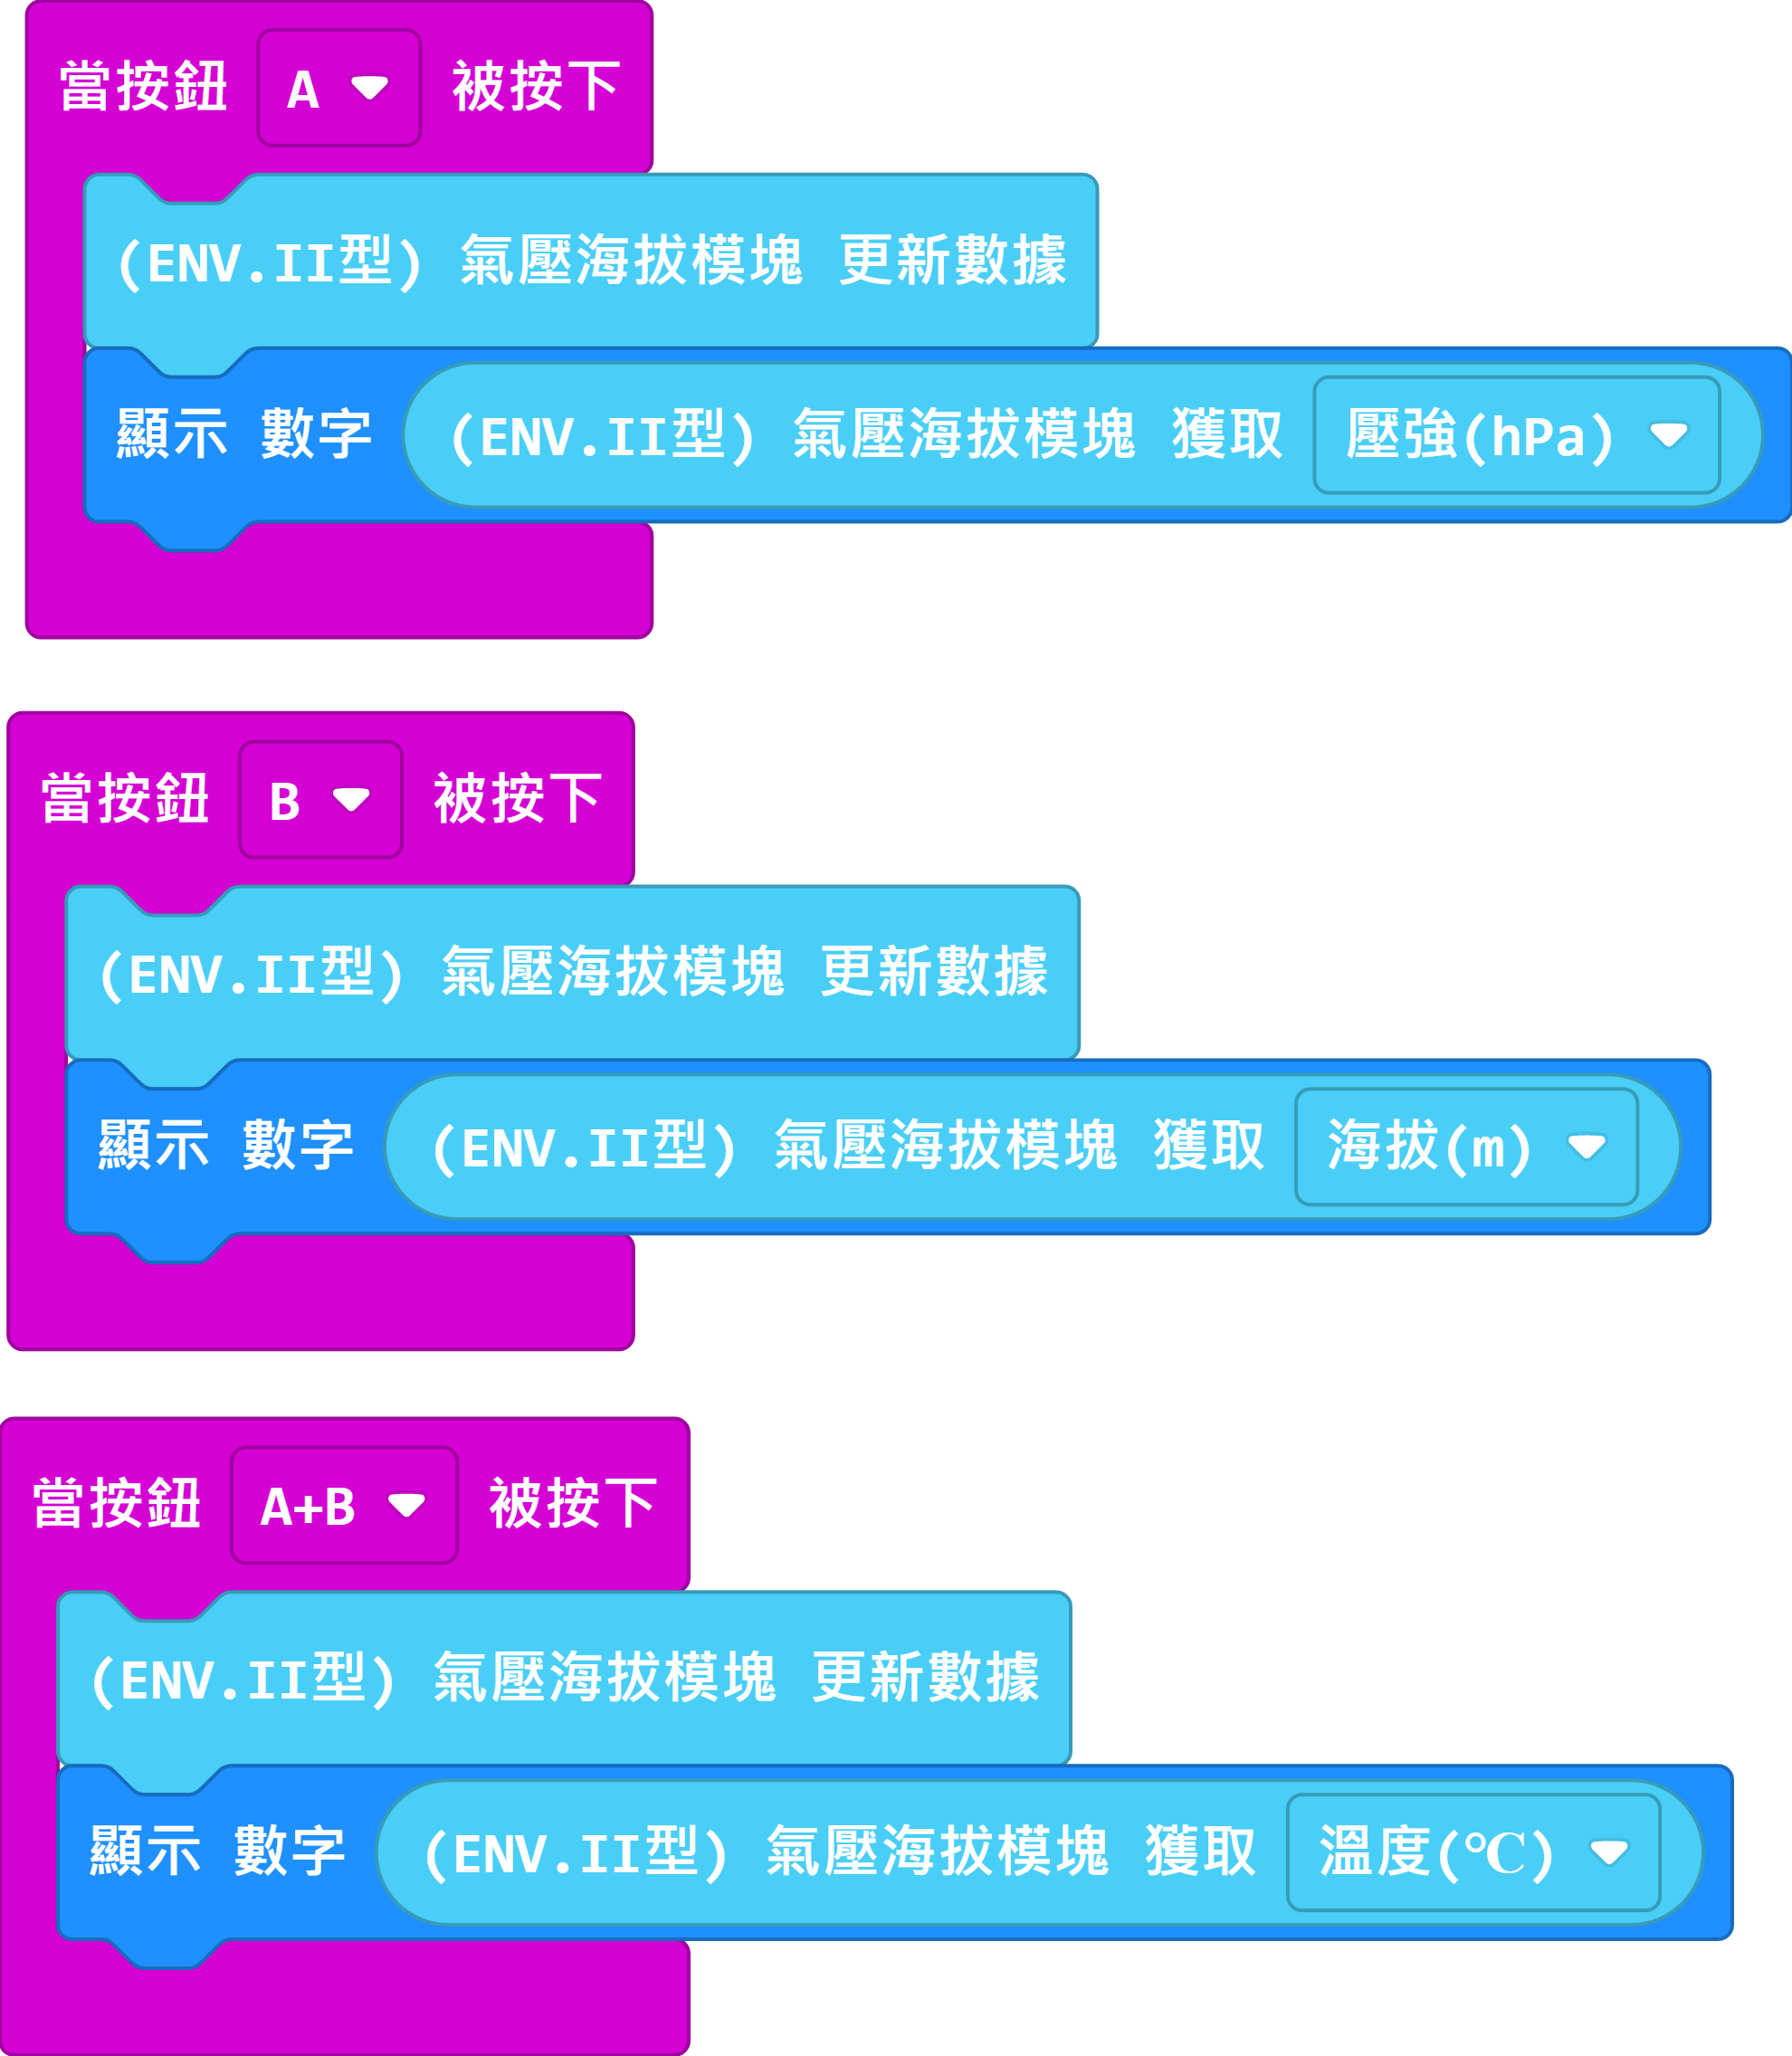 當按鈕 A 被按下
(ENV.II型) 氣壓海拔模塊 更新數據
顯示 數字 (ENV.II型) 氣壓海拔模塊 獲取 壓強(hPa)
當按鈕 B 被按下
(ENV.II型) 氣壓海拔模塊 更新數據
顯示 數字 (ENV.II型) 氣壓海拔模塊 獲取 海拔(m)
當按鈕 A+B 被按下
(ENV.II型) 氣壓海拔模塊 更新數據
顯示 數字 (ENV.II型) 氣壓海拔模塊 獲取 溫度(℃)